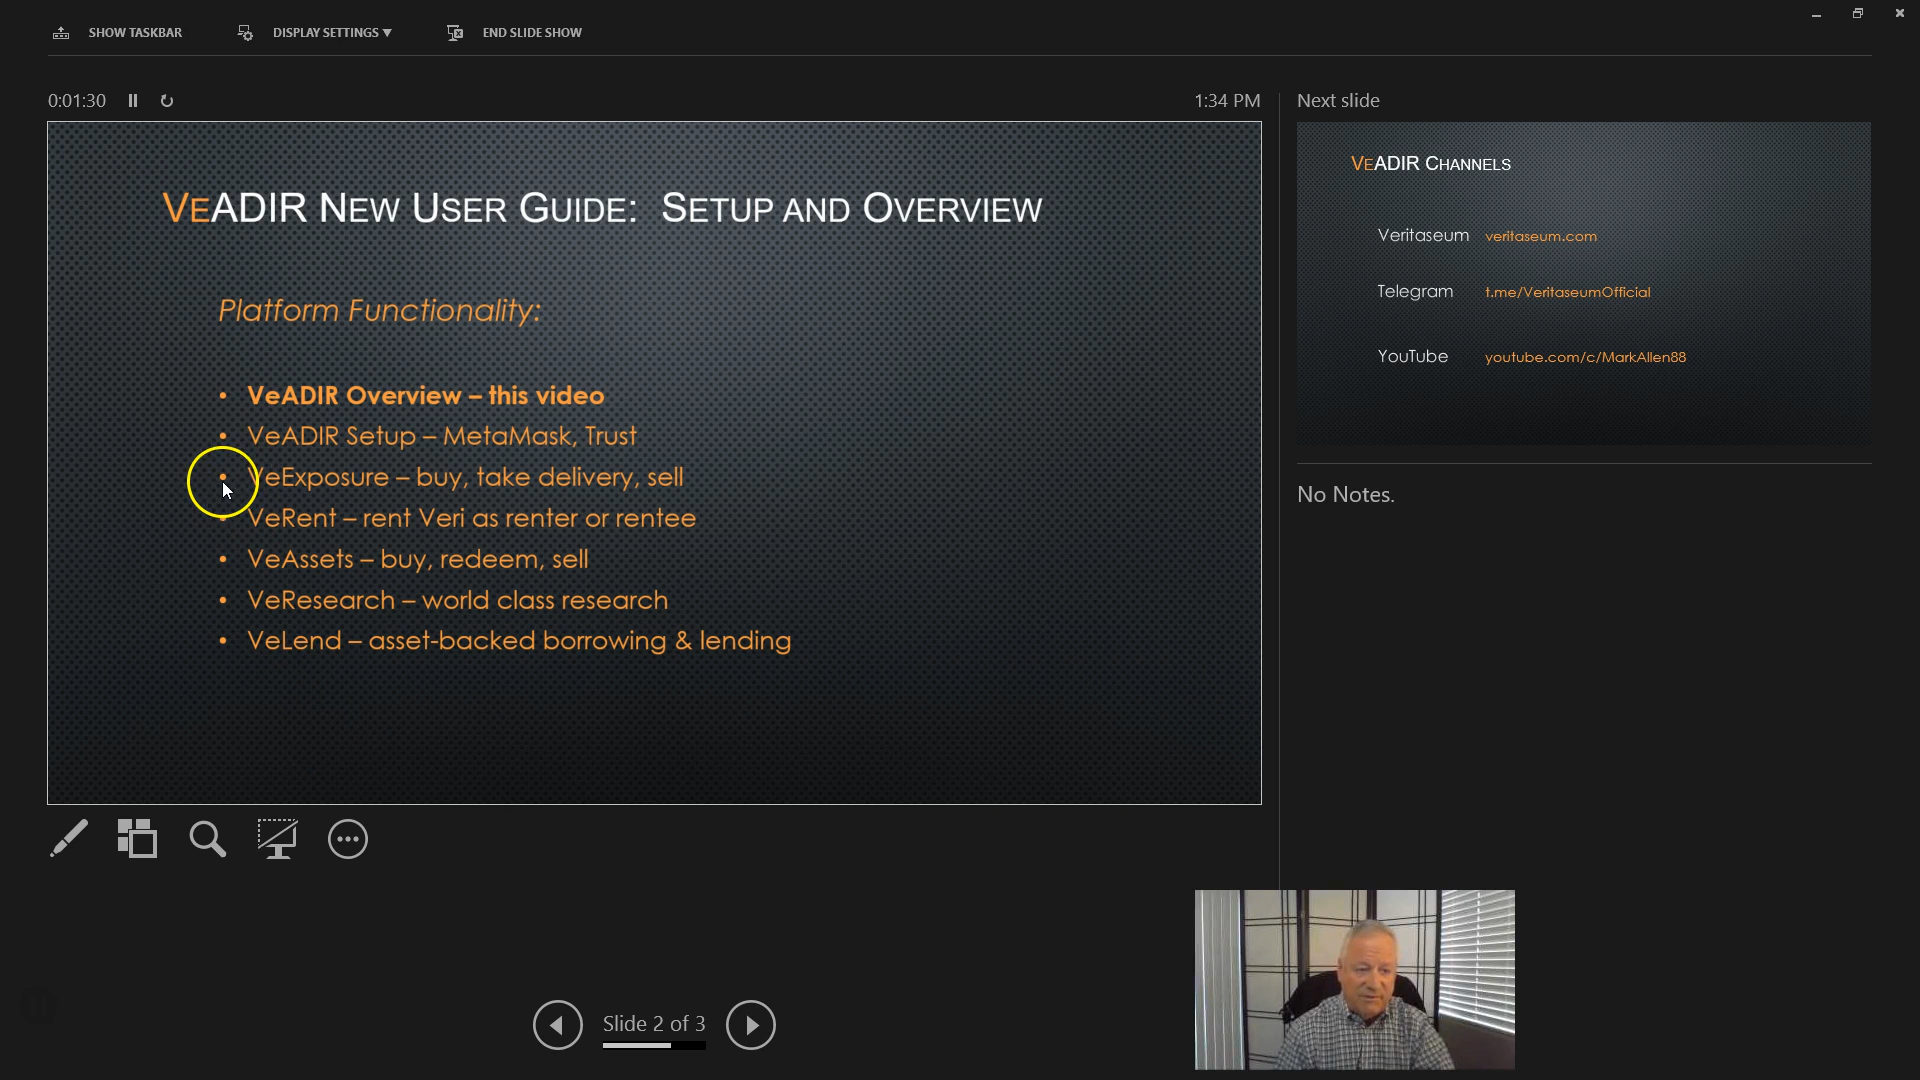 SHOW TASKBAR
DISPLAY SETTINGS ▼
END SLIDE SHOW
0:01:30
1:34 PM
VeADIR New User Guide: Setup and Overview
Platform Functionality:
• VeADIR Overview – this video
• VeADIR Setup – MetaMask, Trust
• VeExposure – buy, take delivery, sell
• VeRent – rent Veri as renter or rentee
• VeAssets – buy, redeem, sell
• VeResearch – world class research
• VeLend – asset-backed borrowing & lending
Next slide
VeADIR Channels
Veritaseum veritaseum.com
Telegram t.me/VeritaseumOfficial
YouTube youtube.com/c/MarkAllen88
No Notes.
Slide 2 of 3